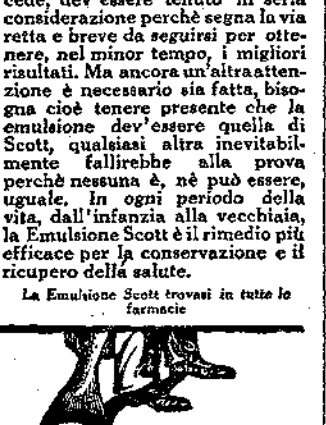 cede, dev'essere tenuto in seria
considerazione perchè segna la via
retta e breve da seguirsi per otte-
nere, nel minor tempo, i migliori
risultati. Ma ancora un'altra atten-
zione è necessario sia fatta, biso-
gna cioè tenere presente che la
emulsione dev'essere quella di
Scott, qualsiasi altra inevitabil-
mente fallirebbe alla prova
perchè nessuna è, nè può essere,
uguale. In ogni periodo della
vita, dall'infanzia alla vecchiaia,
la Emulsione Scott è il rimedio più
efficace per la conservazione e il
ricupero della salute.
La Emulsione Scott trovasi in tutte le
farmacie